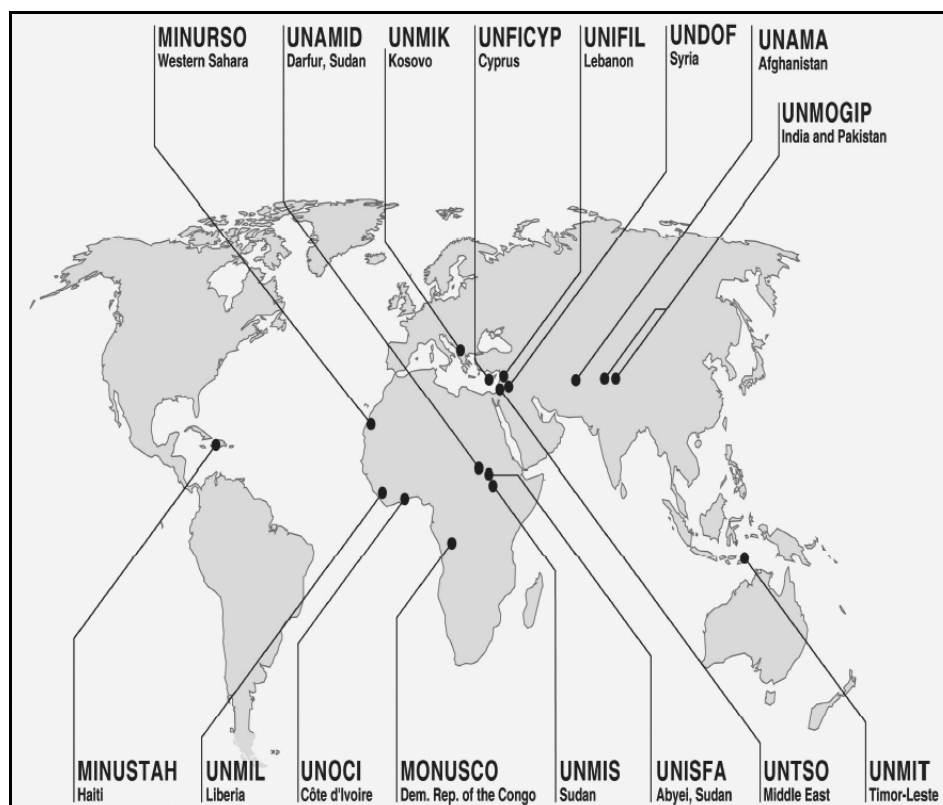 MINURSO
Western Sahara
UNAMID
Darfur, Sudan
UNMIK
Kosovo
UNFICYP
Cyprus
UNIFIL
Lebanon
UNDOF
Syria
UNAMA
Afghanistan
UNMOGIP
India and Pakistan
MINUSTAH
Haiti
UNMIL
Liberia
UNOCI
Côte d'Ivoire
MONUSCO
Dem. Rep. of the Congo
UNMIS
Sudan
UNISFA
Abyei, Sudan
UNTSO
Middle East
UNMIT
Timor-Leste